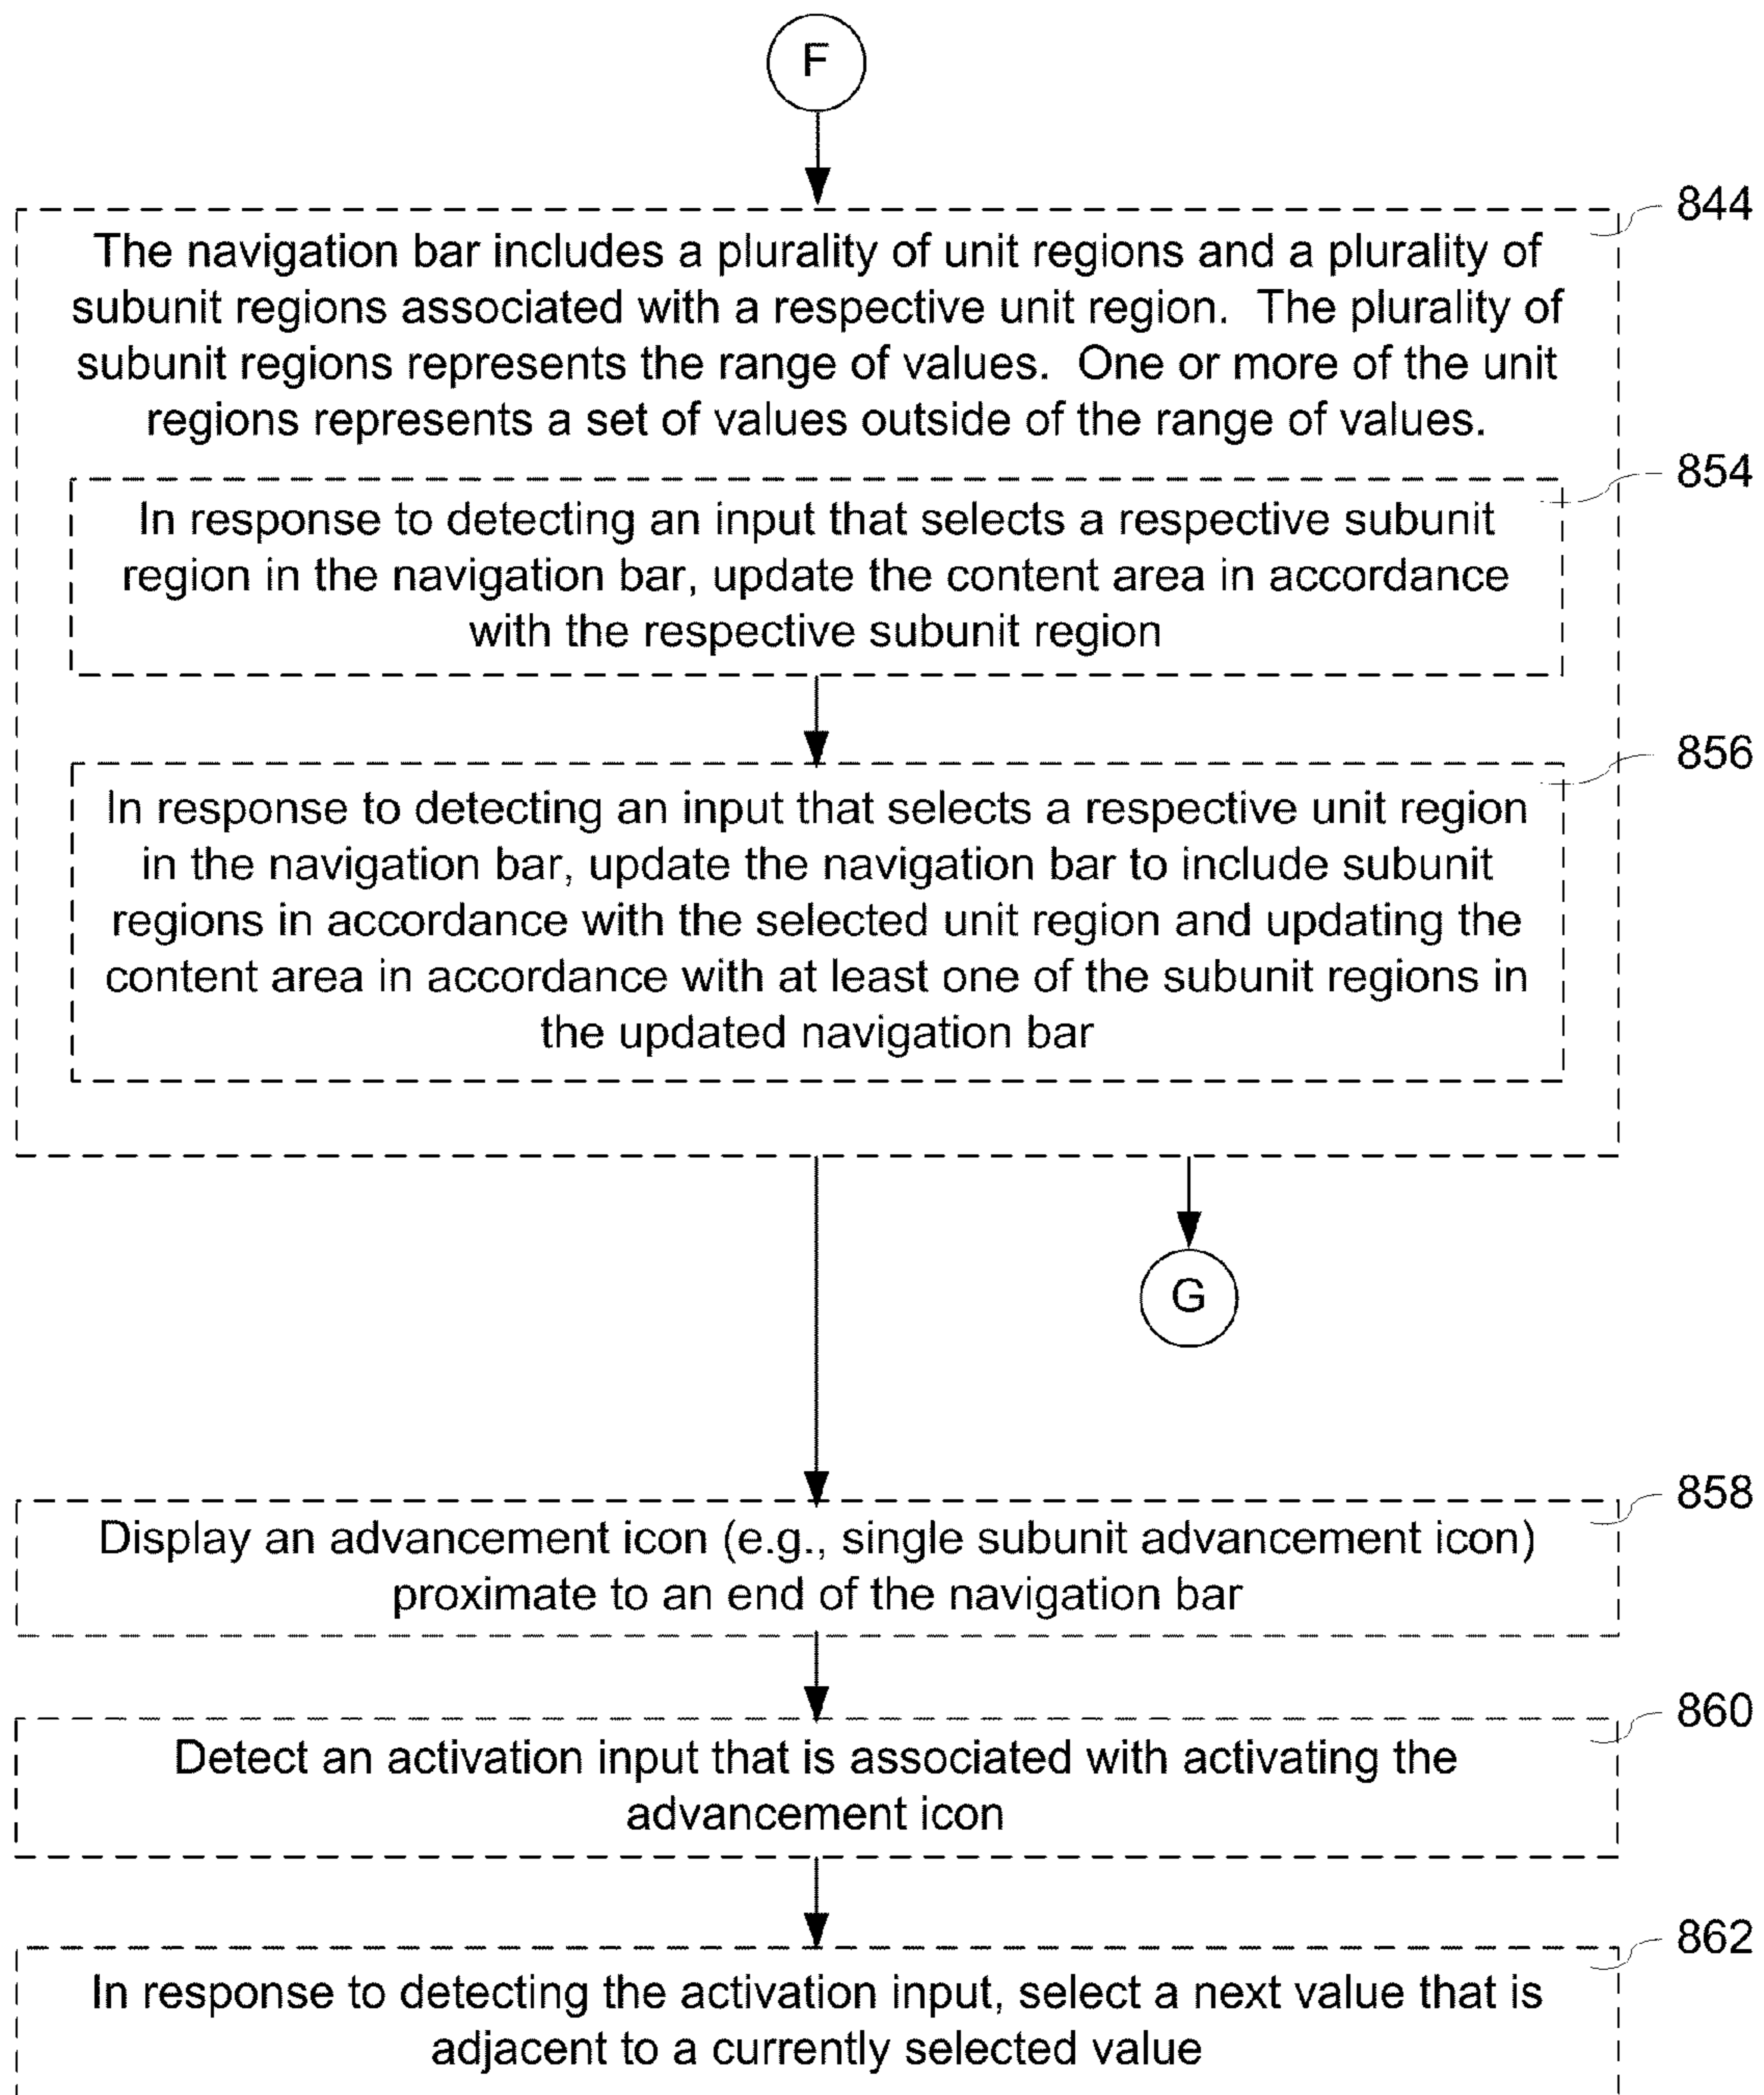 F
844
The navigation bar includes a plurality of unit regions and a plurality of
subunit regions associated with a respective unit region. The plurality of
subunit regions represents the range of values. One or more of the unit
regions represents a set of values outside of the range of values.
854
In response to detecting an input that selects a respective subunit
region in the navigation bar, update the content area in accordance
with the respective subunit region
856
In response to detecting an input that selects a respective unit region
in the navigation bar, update the navigation bar to include subunit
regions in accordance with the selected unit region and updating the
content area in accordance with at least one of the subunit regions in
the updated navigation bar
G
858
Display an advancement icon (e.g., single subunit advancement icon)
proximate to an end of the navigation bar
860
Detect an activation input that is associated with activating the
advancement icon
862
In response to detecting the activation input, select a next value that is
adjacent to a currently selected value